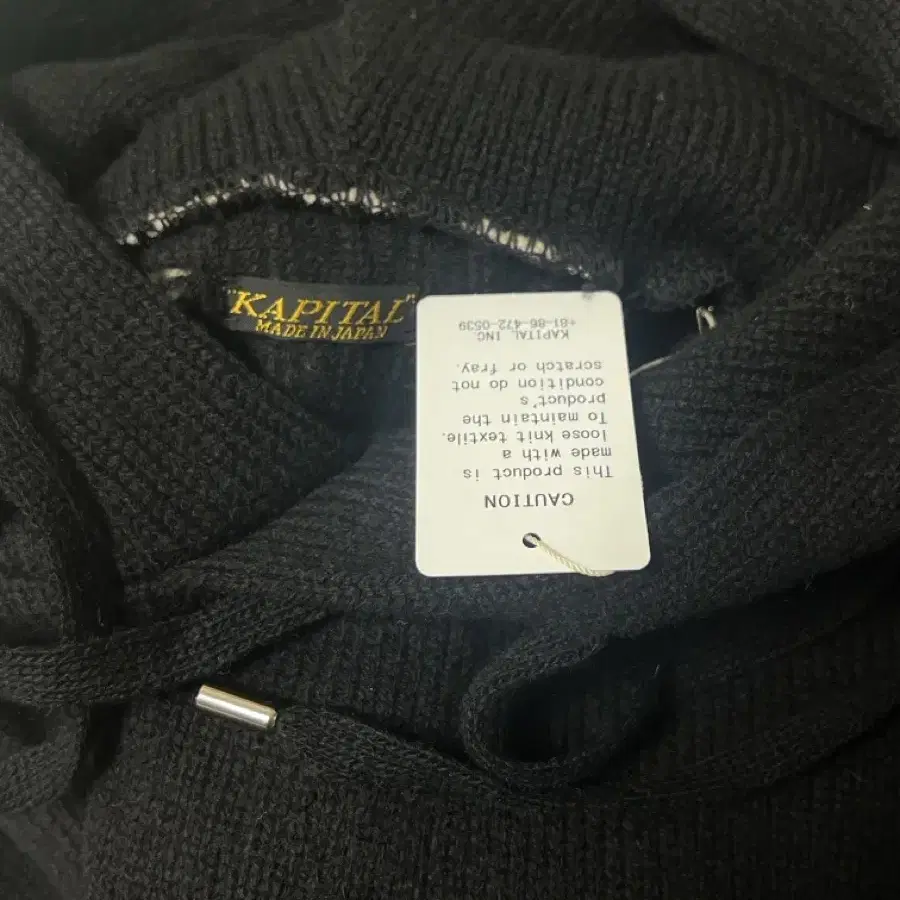 "KAPITAL"
MADE IN JAPAN
CAUTION
This product is
made with a
loose knit textile.
To maintain the
product's
condition do not
scratch or fray.
KAPITAL INC
+81-86-472-0539